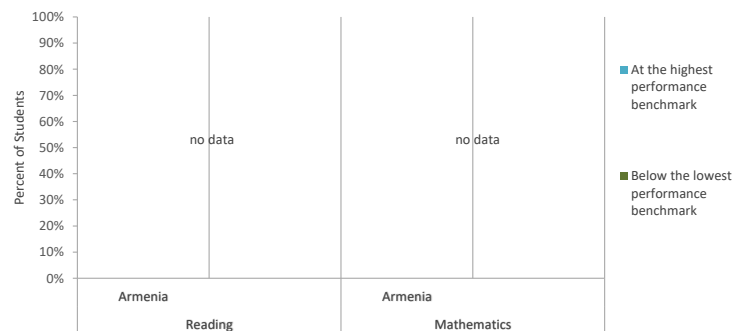 100%
90%
80%
70%
60%
50%
40%
30%
20%
10%
0%
Percent of Students
no data
no data
Armenia
Armenia
Reading
Mathematics
At the highest
performance
benchmark
Below the lowest
performance
benchmark